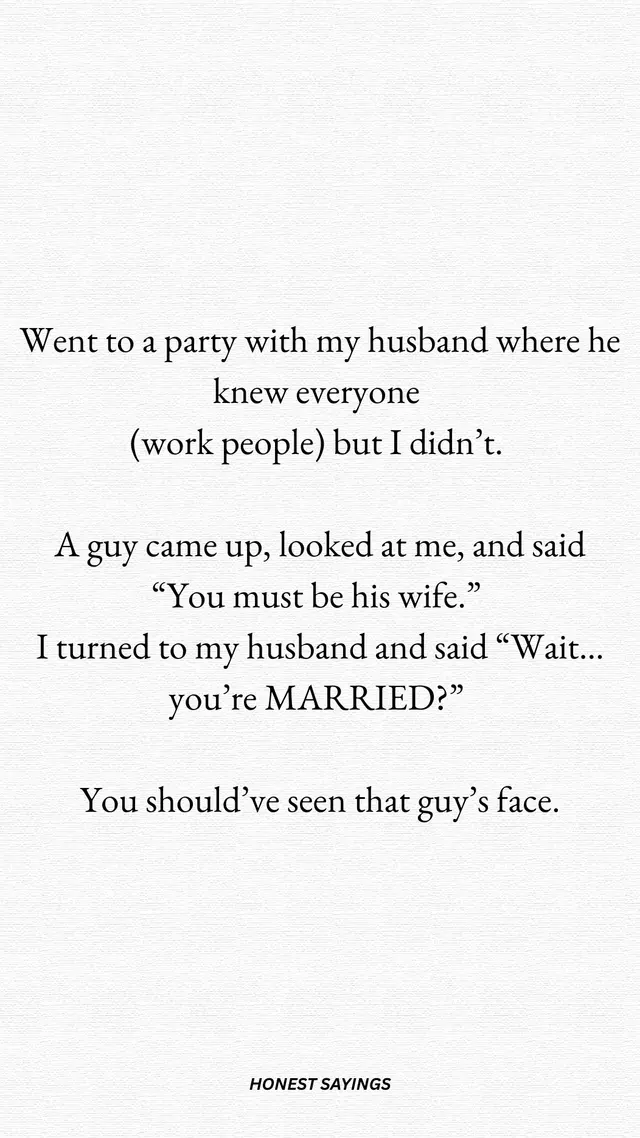 Went to a party with my husband where he
knew everyone
(work people) but I didn’t.
A guy came up, looked at me, and said
“You must be his wife.”
I turned to my husband and said “Wait...
you’re MARRIED?”
You should’ve seen that guy’s face.
HONEST SAYINGS